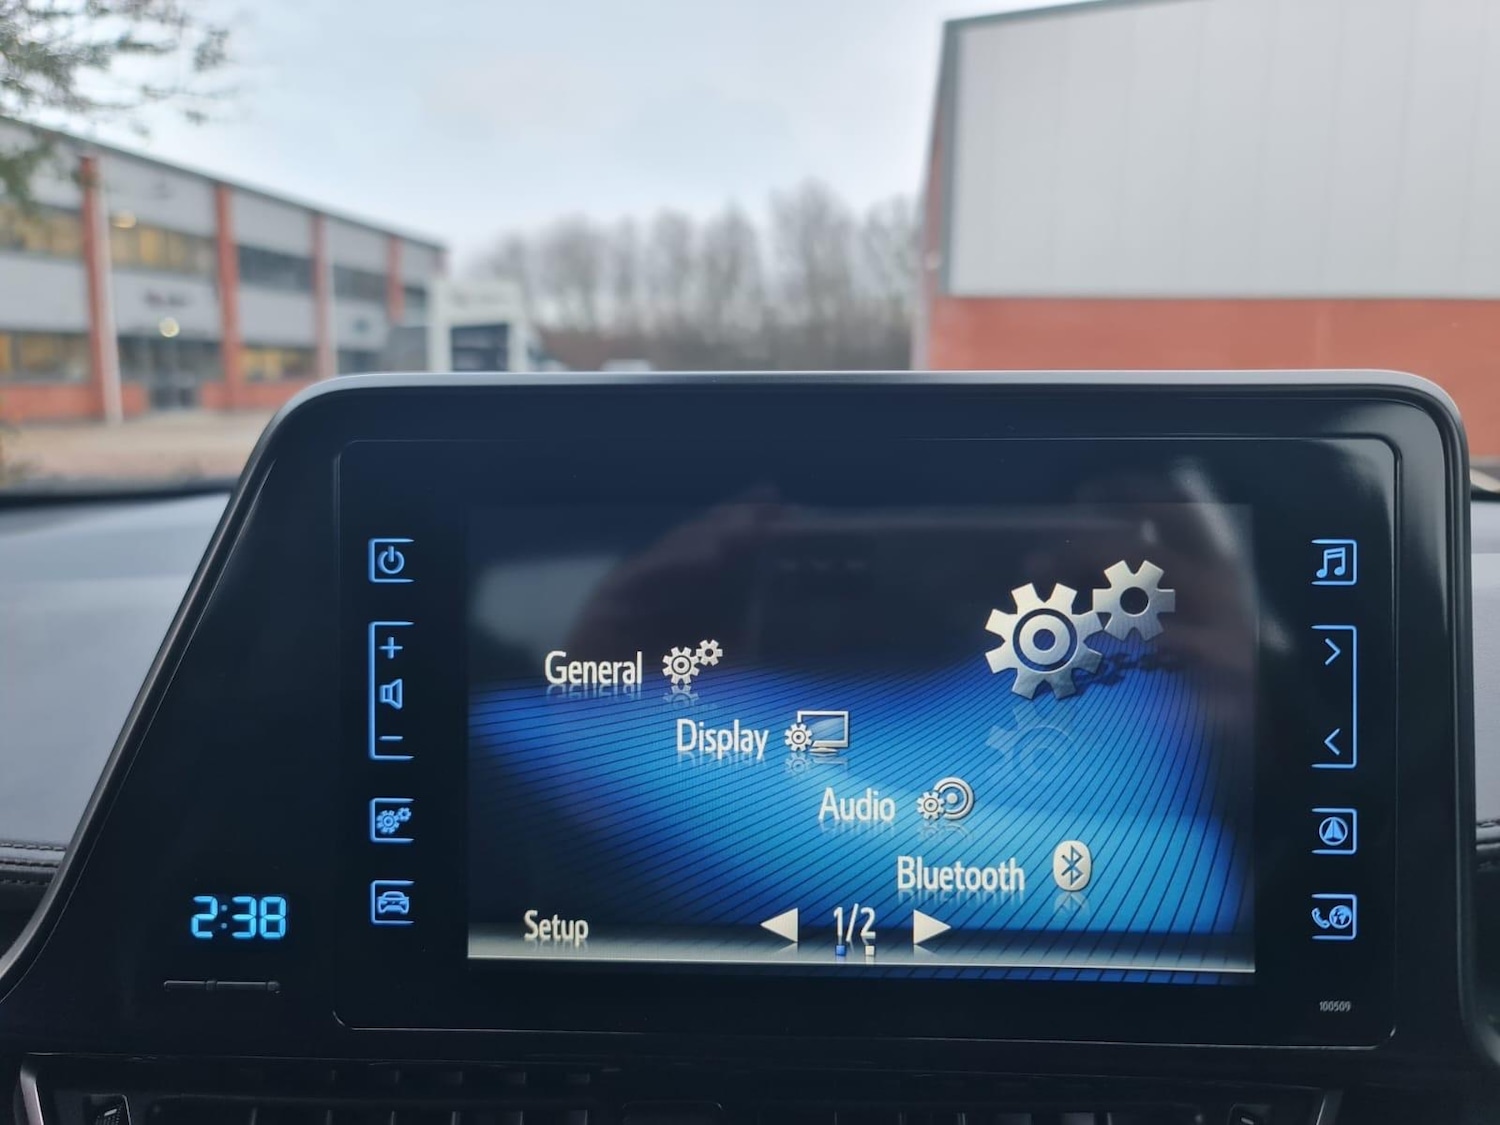 General
Display
Audio
Bluetooth
Setup
1/2
2:38
100509